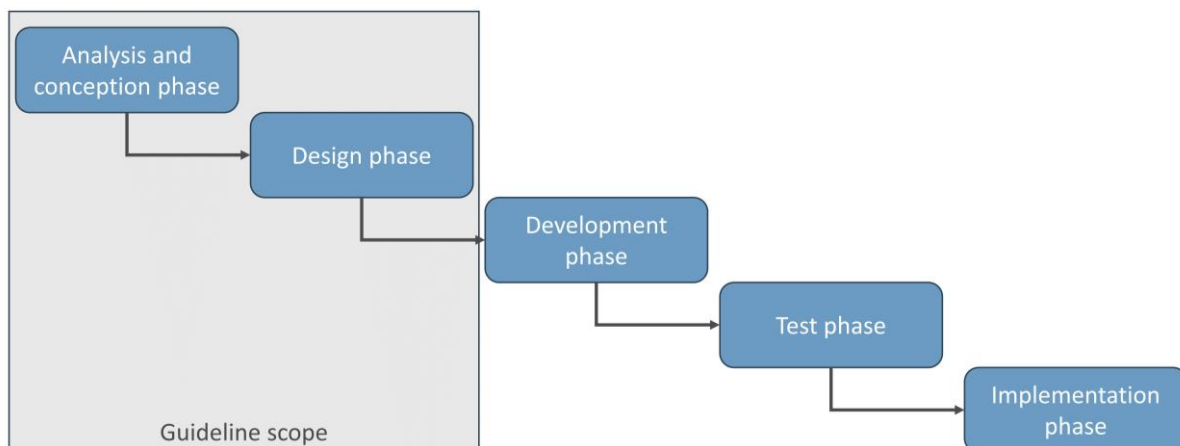 Analysis and
conception phase
Design phase
Development
phase
Test phase
Implementation
phase
Guideline scope